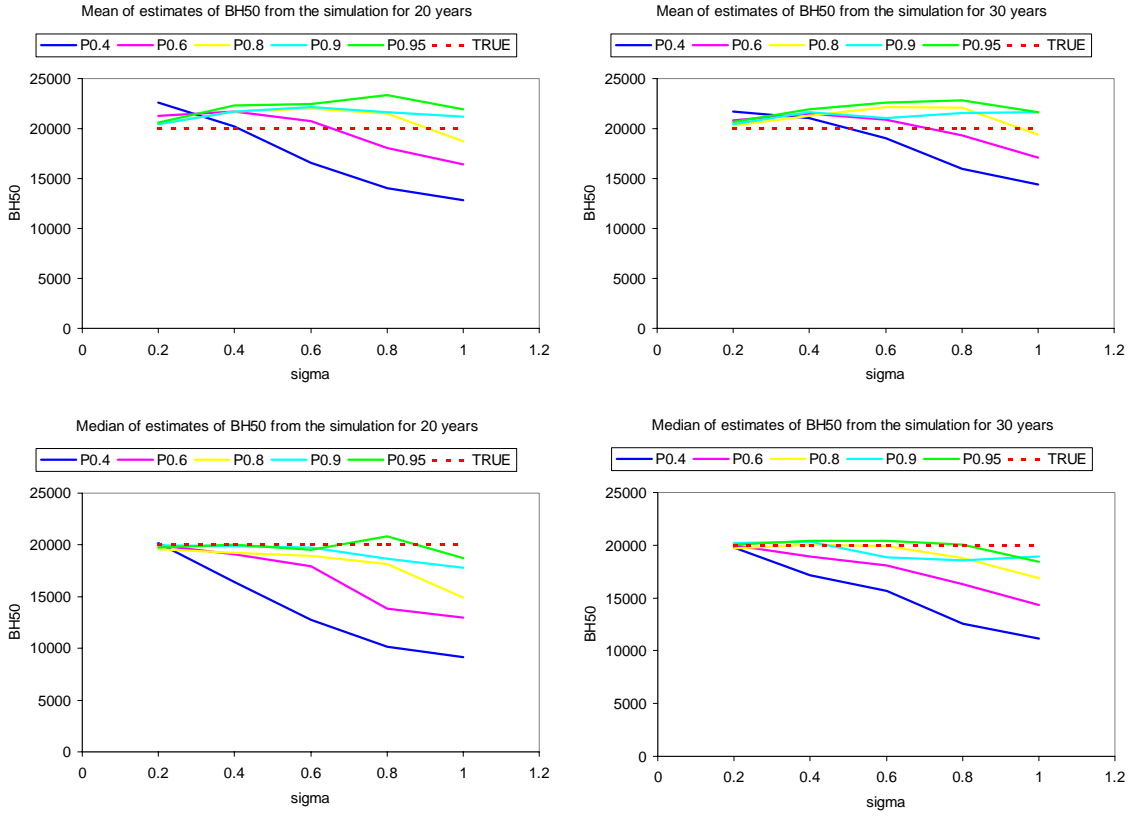 Mean of estimates of BH50 from the simulation for 20 years
P0.4 P0.6 P0.8 P0.9 P0.95 TRUE
25000
20000
15000
10000
5000
0
BH50
0 0.2 0.4 0.6 0.8 1 1.2
sigma
Mean of estimates of BH50 from the simulation for 30 years
P0.4 P0.6 P0.8 P0.9 P0.95 TRUE
25000
20000
15000
10000
5000
0
BH50
0 0.2 0.4 0.6 0.8 1 1.2
sigma
Median of estimates of BH50 from the simulation for 20 years
P0.4 P0.6 P0.8 P0.9 P0.95 TRUE
25000
20000
15000
10000
5000
0
BH50
0 0.2 0.4 0.6 0.8 1 1.2
sigma
Median of estimates of BH50 from the simulation for 30 years
P0.4 P0.6 P0.8 P0.9 P0.95 TRUE
25000
20000
15000
10000
5000
0
BH50
0 0.2 0.4 0.6 0.8 1 1.2
sigma